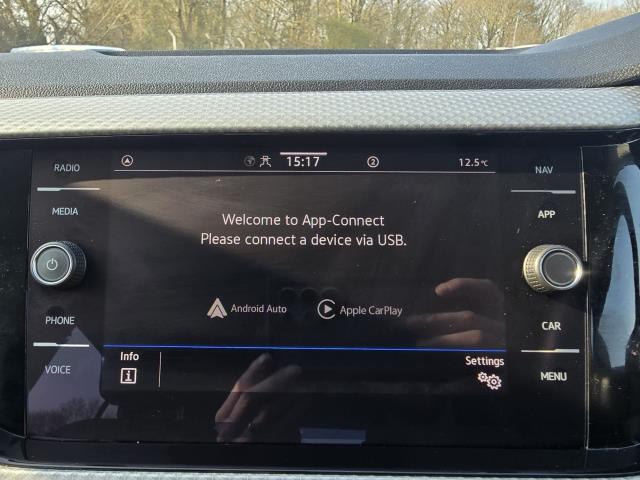 RADIO
MEDIA
PHONE
VOICE
15:17
2
12.5°C
Welcome to App-Connect
Please connect a device via USB.
Android Auto
Apple CarPlay
Info
i
Settings
NAV
APP
CAR
MENU